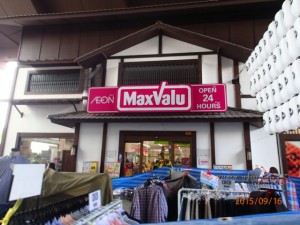 ÆON
MaxValu
OPEN
24
HOURS
2015/09/16